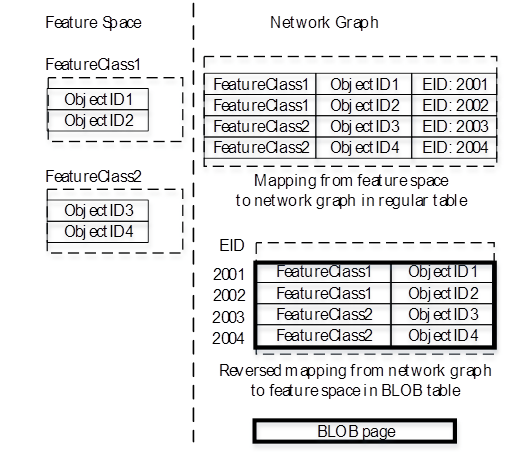 Feature Space
Network Graph
FeatureClass1
ObjectID1
ObjectID2
FeatureClass2
ObjectID3
ObjectID4
FeatureClass1 ObjectID1 EID: 2001
FeatureClass1 ObjectID2 EID: 2002
FeatureClass2 ObjectID3 EID: 2003
FeatureClass2 ObjectID4 EID: 2004
Mapping from feature space
to network graph in regular table
EID
2001 FeatureClass1 ObjectID1
2002 FeatureClass1 ObjectID2
2003 FeatureClass2 ObjectID3
2004 FeatureClass2 ObjectID4
Reversed mapping from network graph
to feature space in BLOB table
BLOB page